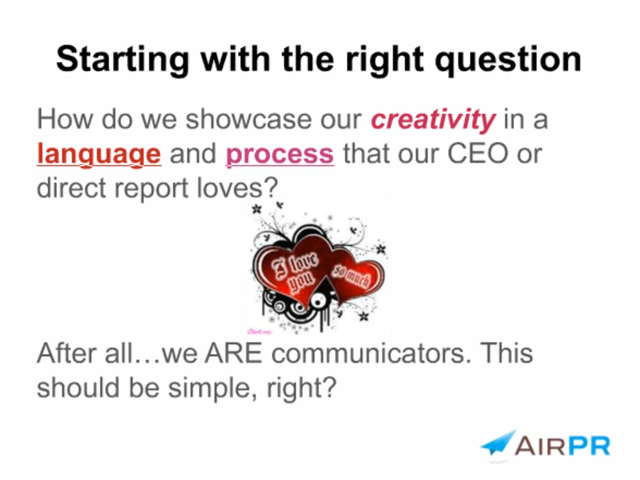 Starting with the right question
How do we showcase our creativity in a
language and process that our CEO or
direct report loves?
I love
you
so much
After all…we ARE communicators. This
should be simple, right?
AIRPR